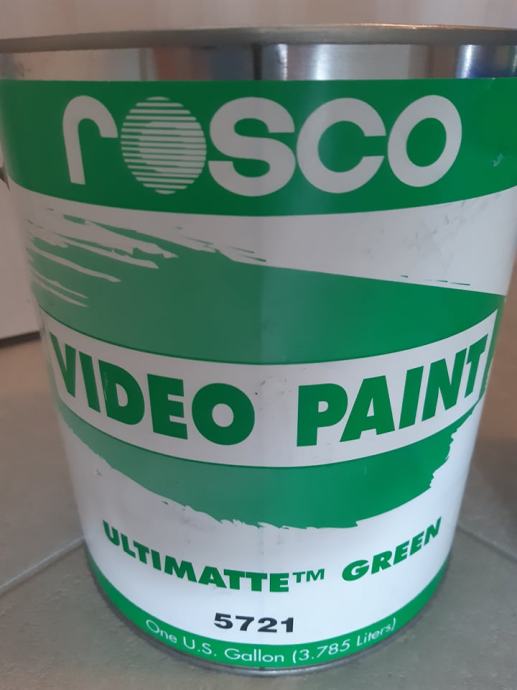 rosco
VIDEO PAINT
ULTIMATTE™ GREEN
5721
One U.S. Gallon (3.785 Liters)